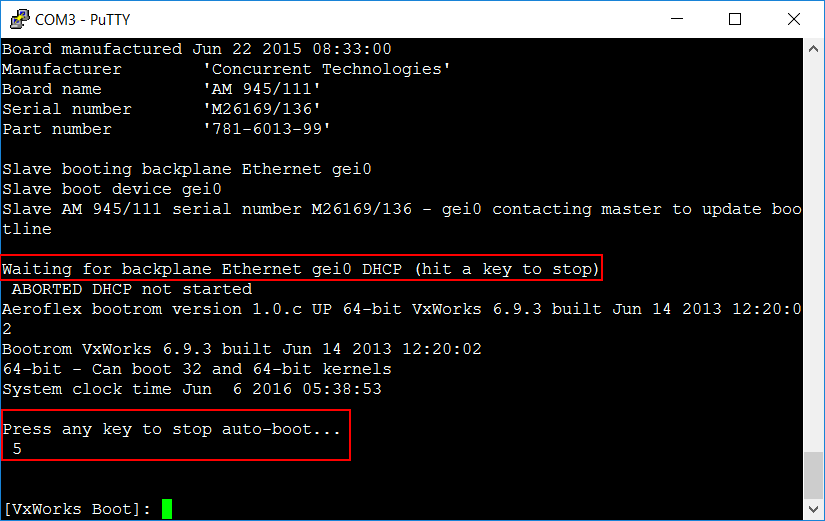 COM3 - PuTTY
Board manufactured Jun 22 2015 08:33:00
Manufacturer        'Concurrent Technologies'
Board name          'AM 945/111'
Serial number       'M26169/136'
Part number         '781-6013-99'
Slave booting backplane Ethernet gei0
Slave boot device gei0
Slave AM 945/111 serial number M26169/136 - gei0 contacting master to update boo
tline
Waiting for backplane Ethernet gei0 DHCP (hit a key to stop)
ABORTED DHCP not started
Aeroflex bootrom version 1.0.c UP 64-bit VxWorks 6.9.3 built Jun 14 2013 12:20:0
2
Bootrom VxWorks 6.9.3 built Jun 14 2013 12:20:02
64-bit - Can boot 32 and 64-bit kernels
System clock time Jun  6 2016 05:38:53
Press any key to stop auto-boot...
5
[VxWorks Boot]: